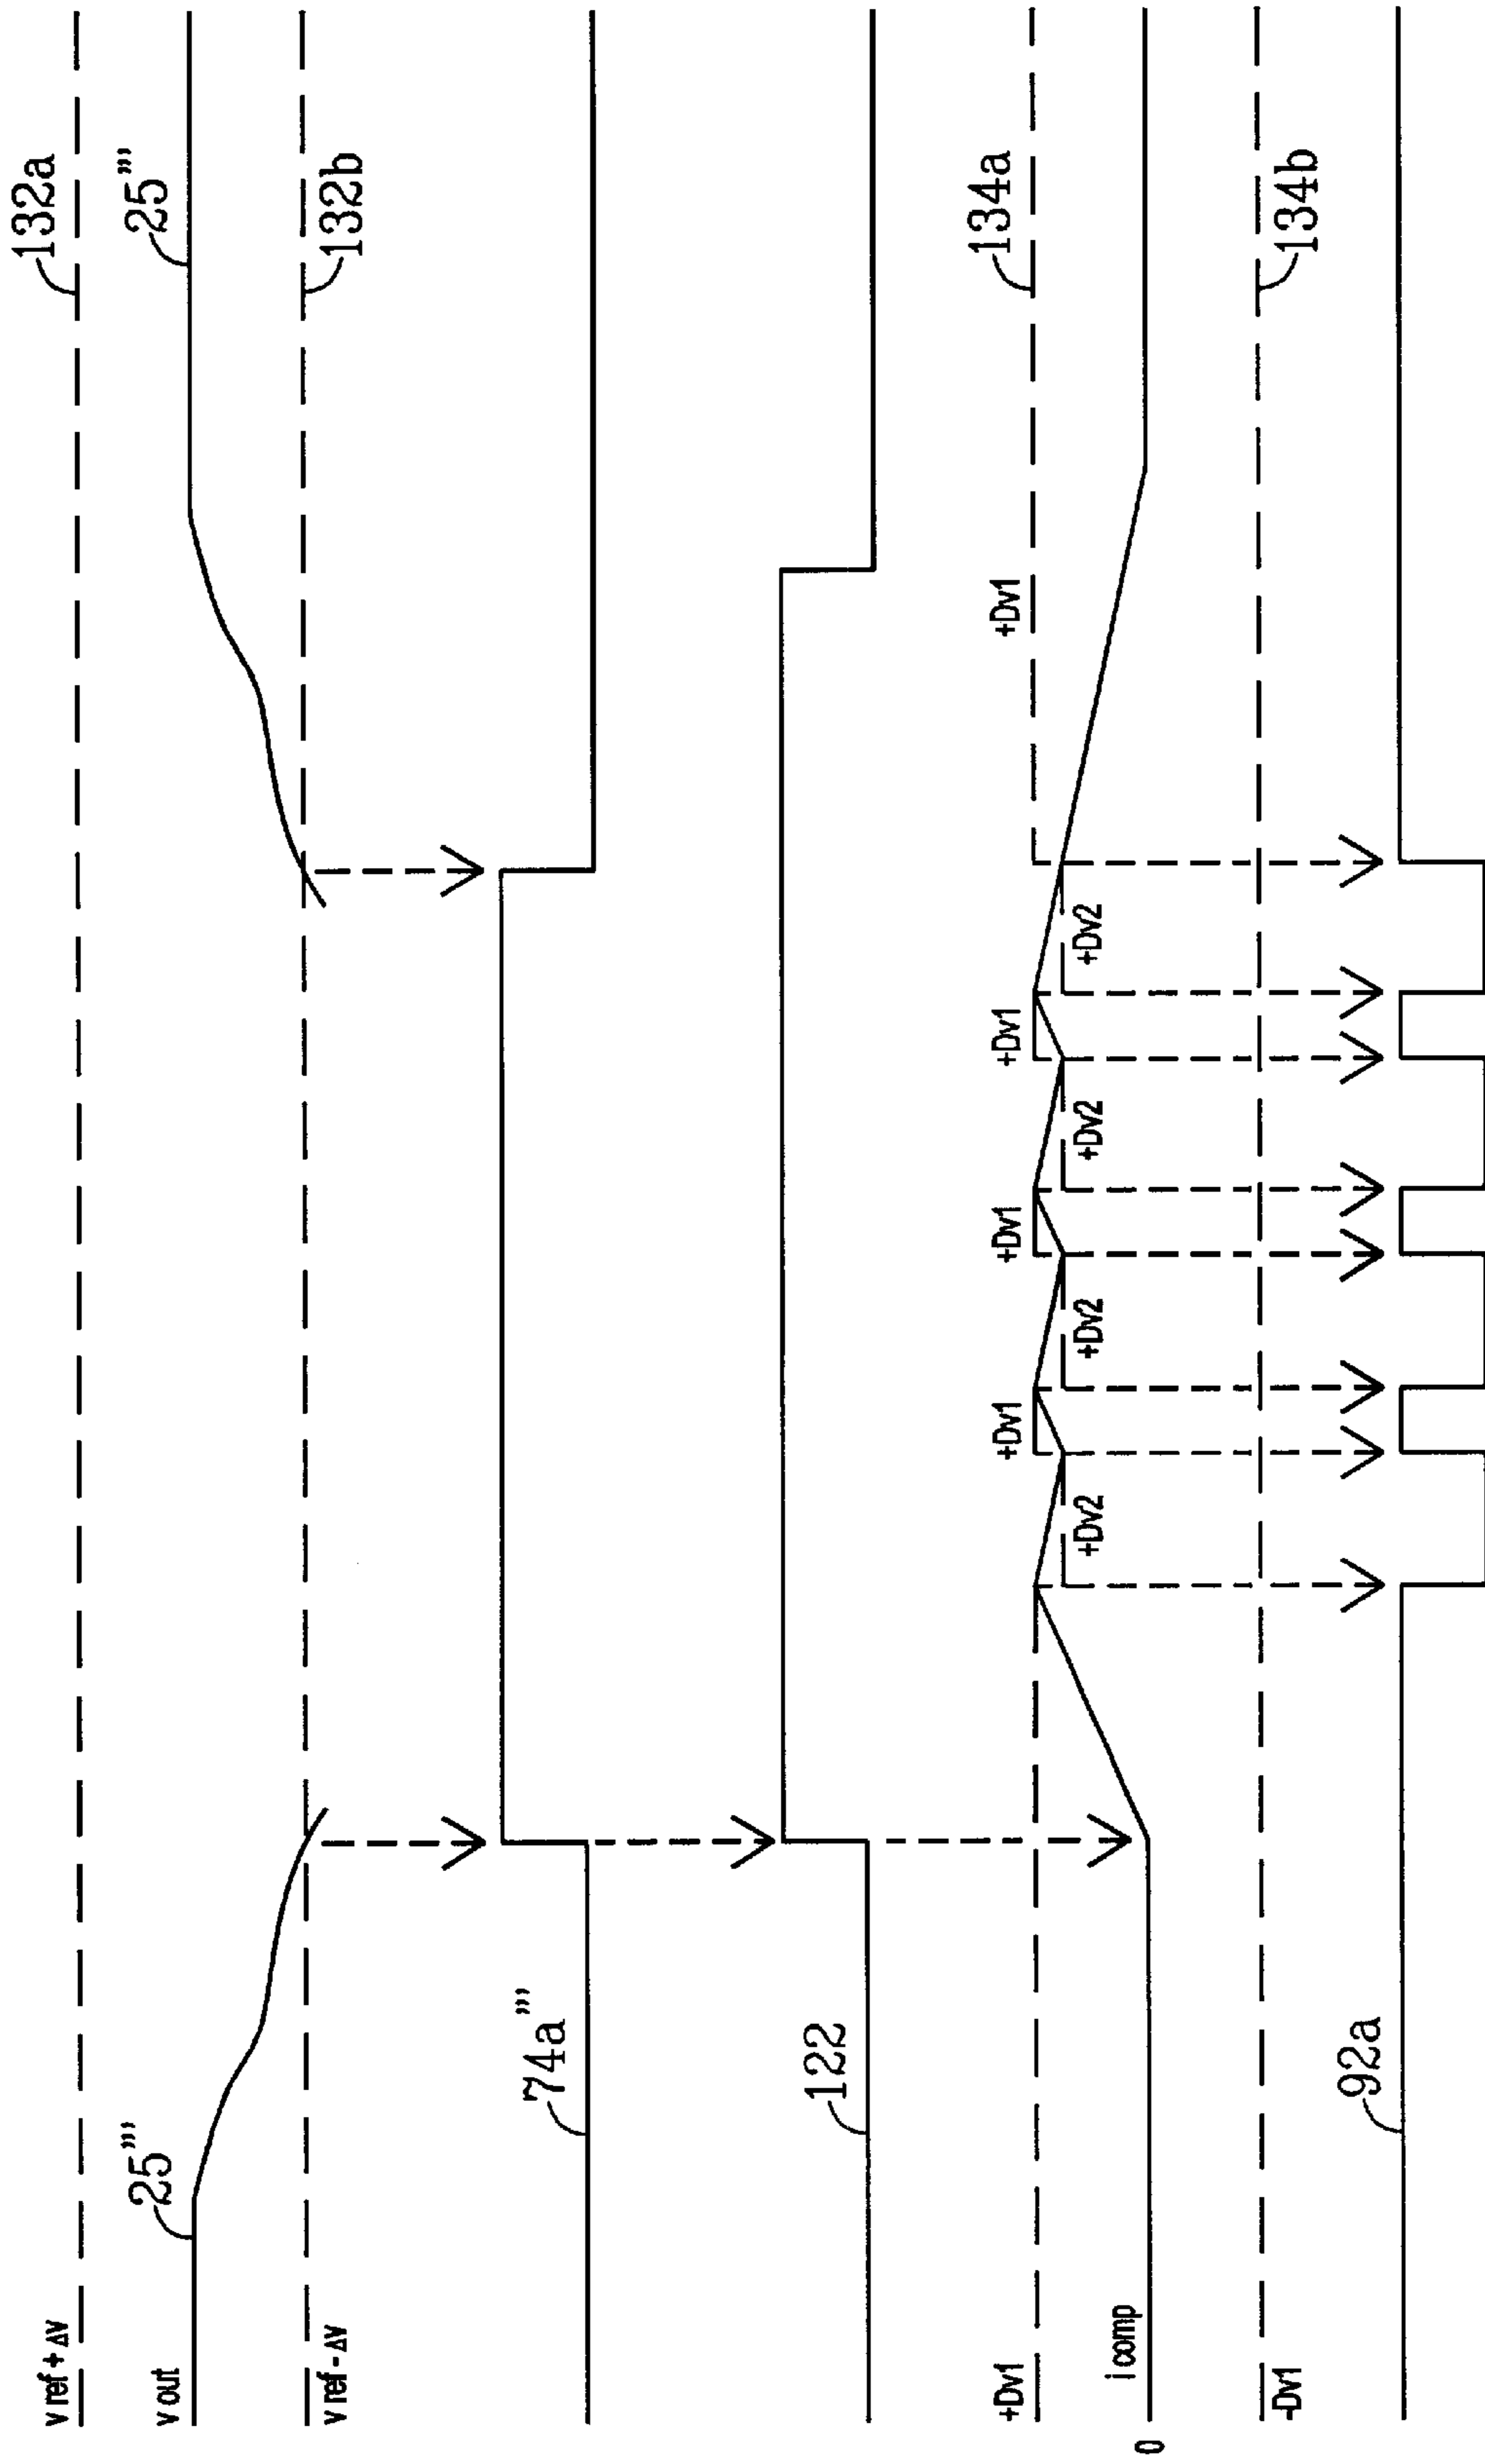 v ref + ΔV
132a
v out
25'''
25'''
v ref - ΔV
132b
74a'''
122
+Dv1
+Dv1
+Dv1
+Dv1
+Dv1
134a
+Dv2
+Dv2
+Dv2
+Dv2
i comp
0
-Dv1
134b
92a